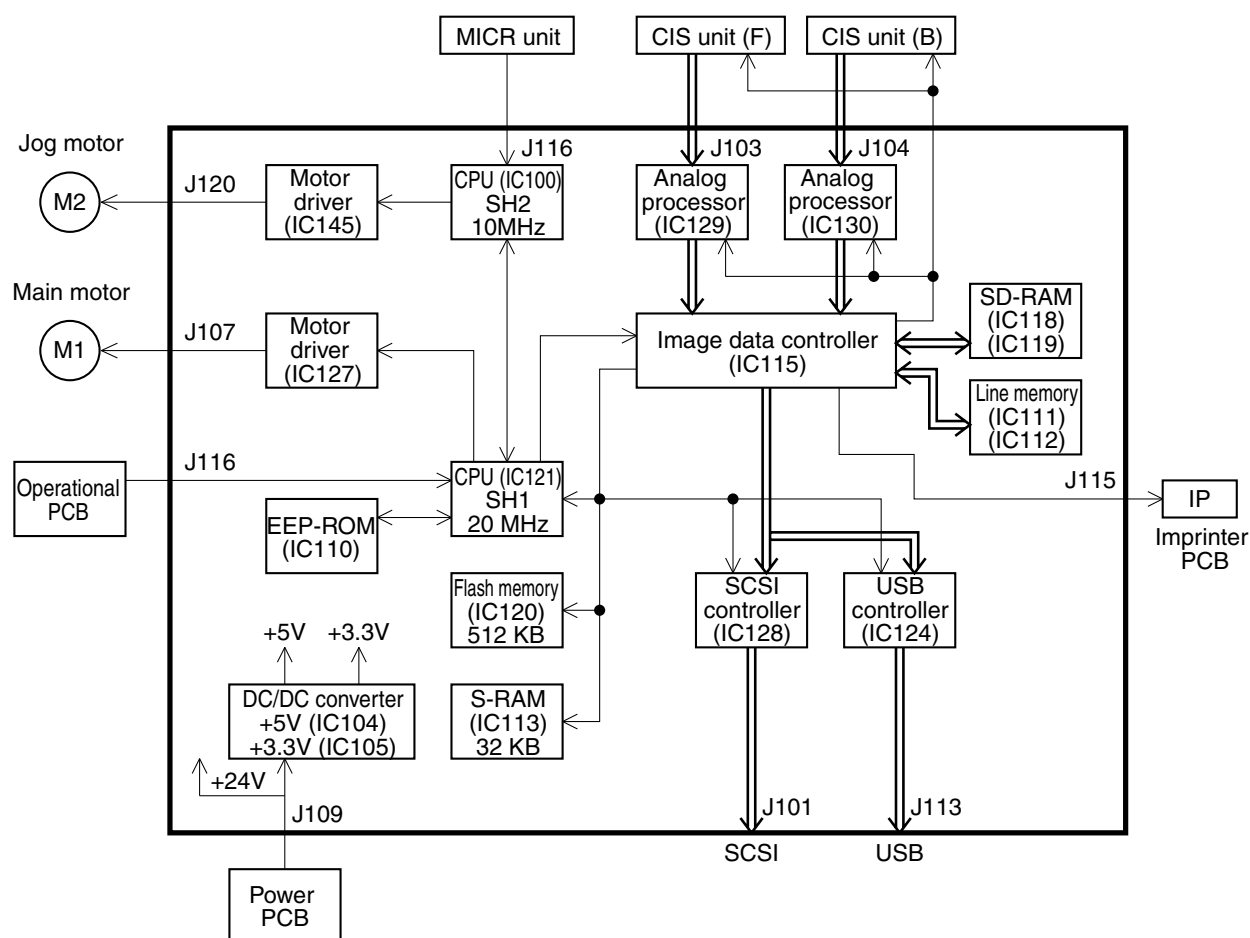 MICR unit
CIS unit (F)
CIS unit (B)
Jog motor
J116
J103
J104
M2
J120
Motor
driver
(IC145)
CPU (IC100)
SH2
10MHz
Analog
processor
(IC129)
Analog
processor
(IC130)
Main motor
M1
J107
Motor
driver
(IC127)
Image data controller
(IC115)
SD-RAM
(IC118)
(IC119)
Line memory
(IC111)
(IC112)
Operational
PCB
J116
CPU (IC121)
SH1
20 MHz
EEP-ROM
(IC110)
J115
IP
Imprinter
PCB
Flash memory
(IC120)
512 KB
SCSI
controller
(IC128)
USB
controller
(IC124)
+5V
+3.3V
DC/DC converter
+5V (IC104)
+3.3V (IC105)
S-RAM
(IC113)
32 KB
+24V
J109
J101
J113
SCSI
USB
Power
PCB